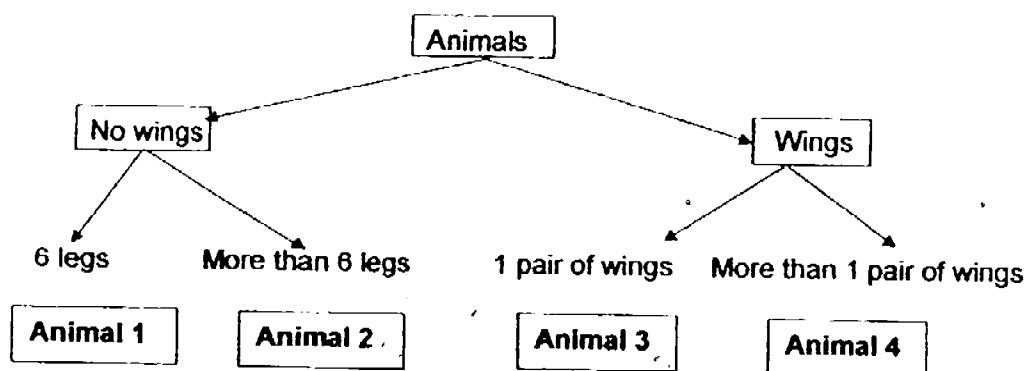 Animals
No wings
Wings
6 legs
More than 6 legs
1 pair of wings
More than 1 pair of wings
Animal 1
Animal 2
Animal 3
Animal 4